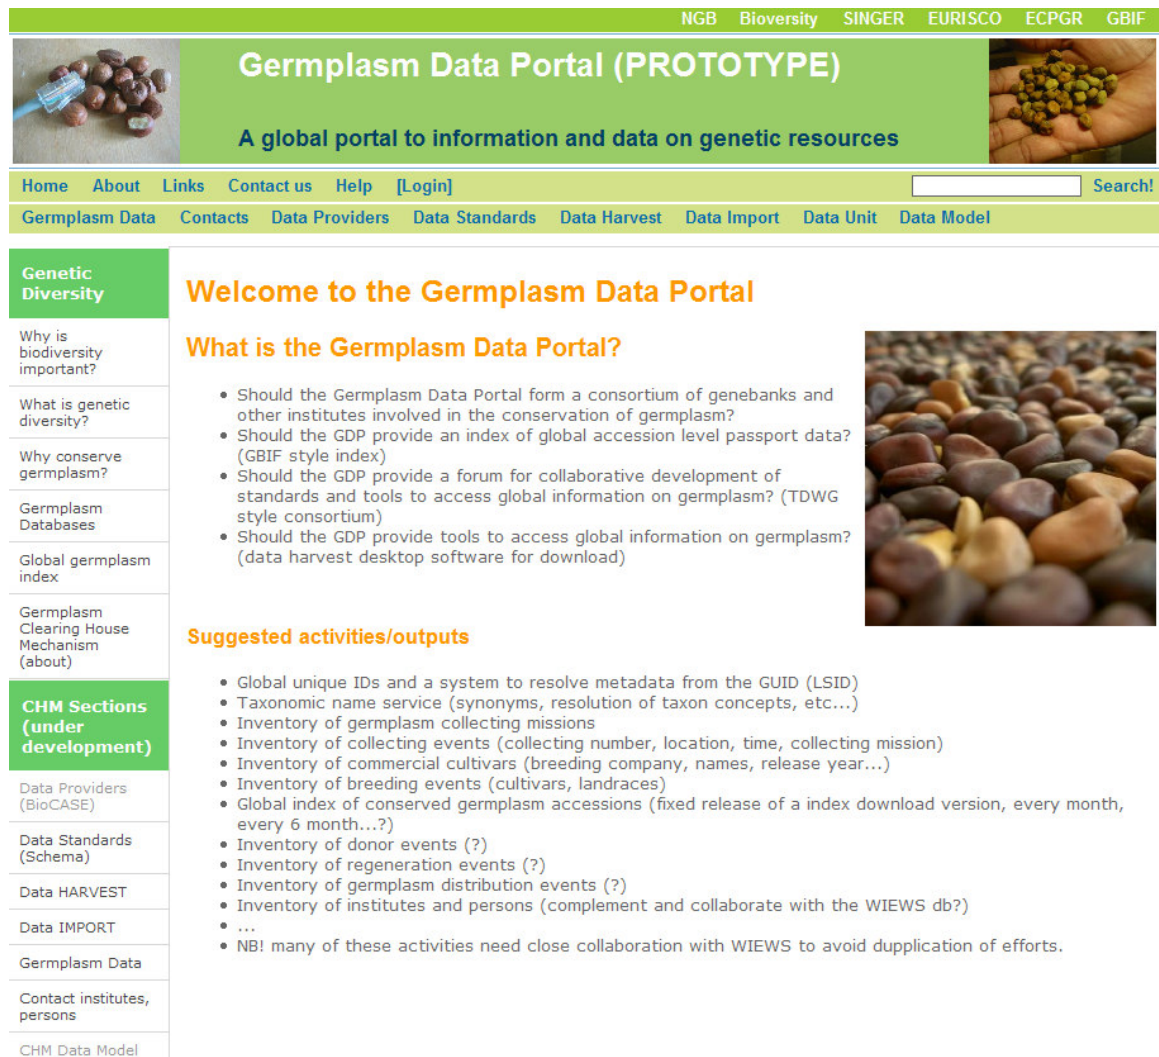 NGB Bioversity SINGER EURISCO ECPGR GBIF
Germplasm Data Portal (PROTOTYPE)
A global portal to information and data on genetic resources
Home About Links Contact us Help [Login] Search!
Germplasm Data Contacts Data Providers Data Standards Data Harvest Data Import Data Unit Data Model
Genetic
Diversity
Why is
biodiversity
important?
What is genetic
diversity?
Why conserve
germplasm?
Germplasm
Databases
Global germplasm
index
Germplasm
Clearing House
Mechanism
(about)
CHM Sections
(under
development)
Data Providers
(BioCASE)
Data Standards
(Schema)
Data HARVEST
Data IMPORT
Germplasm Data
Contact institutes,
persons
CHM Data Model
Welcome to the Germplasm Data Portal
What is the Germplasm Data Portal?
• Should the Germplasm Data Portal form a consortium of genebanks and
other institutes involved in the conservation of germplasm?
• Should the GDP provide an index of global accession level passport data?
(GBIF style index)
• Should the GDP provide a forum for collaborative development of
standards and tools to access global information on germplasm? (TDWG
style consortium)
• Should the GDP provide tools to access global information on germplasm?
(data harvest desktop software for download)
Suggested activities/outputs
• Global unique IDs and a system to resolve metadata from the GUID (LSID)
• Taxonomic name service (synonyms, resolution of taxon concepts, etc...)
• Inventory of germplasm collecting missions
• Inventory of collecting events (collecting number, location, time, collecting mission)
• Inventory of commercial cultivars (breeding company, names, release year...)
• Inventory of breeding events (cultivars, landraces)
• Global index of conserved germplasm accessions (fixed release of a index download version, every month,
every 6 month...?)
• Inventory of donor events (?)
• Inventory of regeneration events (?)
• Inventory of germplasm distribution events (?)
• Inventory of institutes and persons (complement and collaborate with the WIEWS db?)
• ...
• NB! many of these activities need close collaboration with WIEWS to avoid dupplication of efforts.